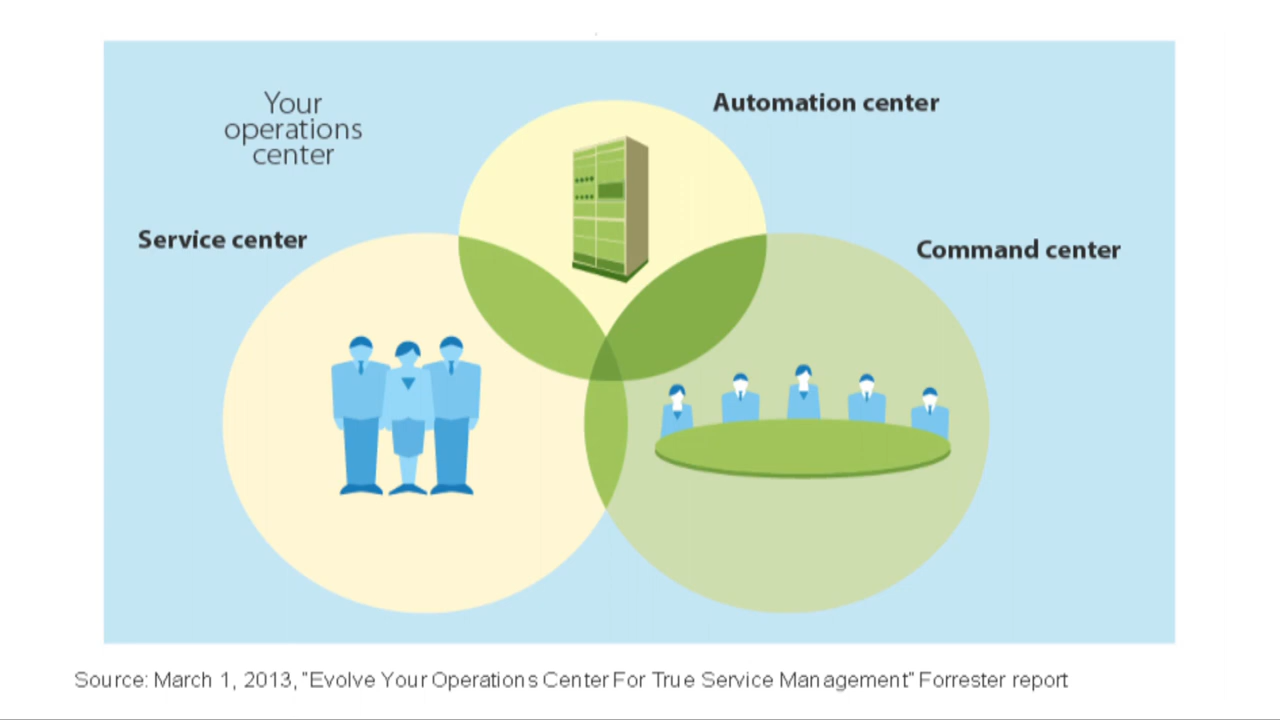 Your
operations
center
Automation center
Service center
Command center
Source: March 1, 2013, "Evolve Your Operations Center For True Service Management" Forrester report